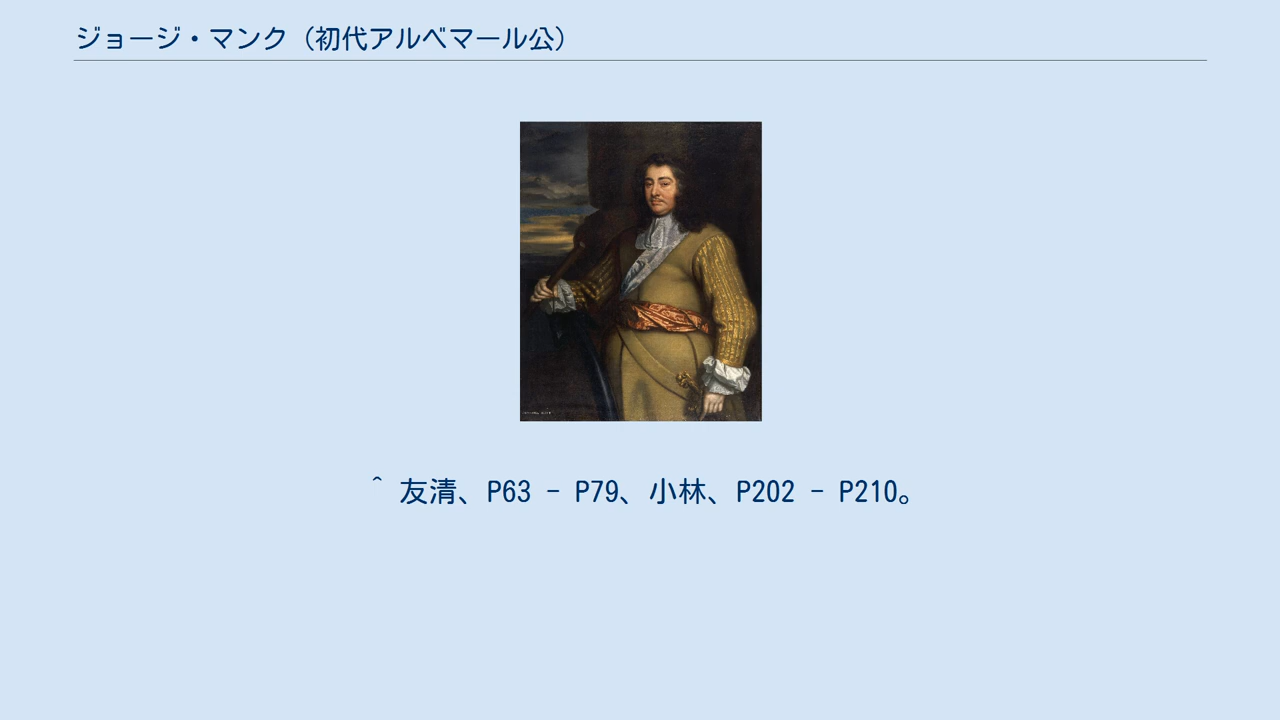 ジョージ・マンク（初代アルベマール公）
^ 友清、P63 - P79、小林、P202 - P210。